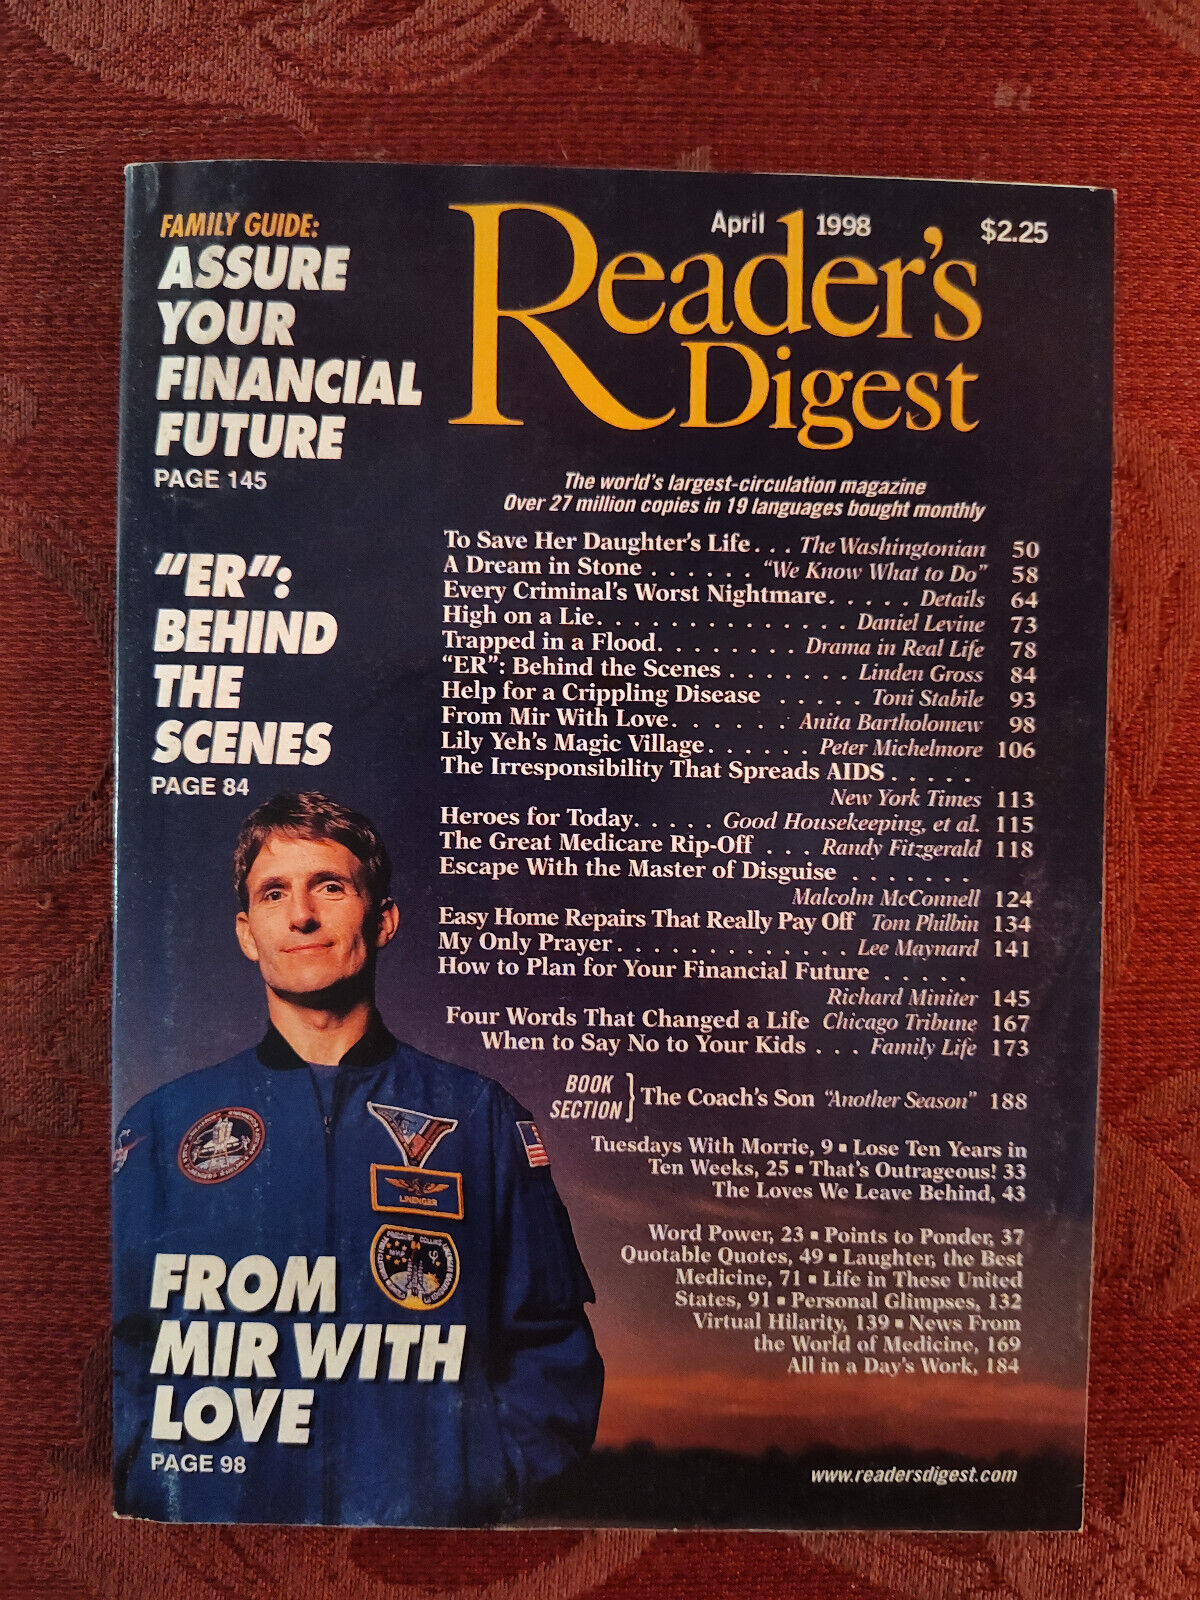 FAMILY GUIDE:
ASSURE
YOUR
FINANCIAL
FUTURE
PAGE 145
"ER":
BEHIND
THE
SCENES
PAGE 84
April 1998 $2.25
Reader's
Digest
The world's largest-circulation magazine
Over 27 million copies in 19 languages bought monthly
To Save Her Daughter's Life . . . The Washingtonian 50
A Dream in Stone . . . . . . "We Know What to Do" 58
Every Criminal's Worst Nightmare. . . . . Details 64
High on a Lie. . . . . . . . . . . . . . Daniel Levine 73
Trapped in a Flood. . . . . . . . Drama in Real Life 78
"ER": Behind the Scenes . . . . . . . Linden Gross 84
Help for a Crippling Disease . . . . . Toni Stabile 93
From Mir With Love. . . . . . Anita Bartholomew 98
Lily Yeh's Magic Village. . . . . . Peter Michelmore 106
The Irresponsibility That Spreads AIDS . . . . .
New York Times 113
Heroes for Today. . . . . Good Housekeeping, et al. 115
The Great Medicare Rip-Off . . . Randy Fitzgerald 118
Escape With the Master of Disguise . . . . . . .
Malcolm McConnell 124
Easy Home Repairs That Really Pay Off Tom Philbin 134
My Only Prayer. . . . . . . . . . . . . Lee Maynard 141
How to Plan for Your Financial Future . . . . .
Richard Miniter 145
Four Words That Changed a Life Chicago Tribune 167
When to Say No to Your Kids . . . Family Life 173
BOOK
SECTION } The Coach's Son "Another Season" 188
Tuesdays With Morrie, 9 ▪ Lose Ten Years in
Ten Weeks, 25 ▪ That's Outrageous! 33
The Loves We Leave Behind, 43
Word Power, 23 ▪ Points to Ponder, 37
Quotable Quotes, 49 ▪ Laughter, the Best
Medicine, 71 ▪ Life in These United
States, 91 ▪ Personal Glimpses, 132
Virtual Hilarity, 139 ▪ News From
the World of Medicine, 169
All in a Day's Work, 184
LINENGER
FROM
MIR WITH
LOVE
PAGE 98
www.readersdigest.com